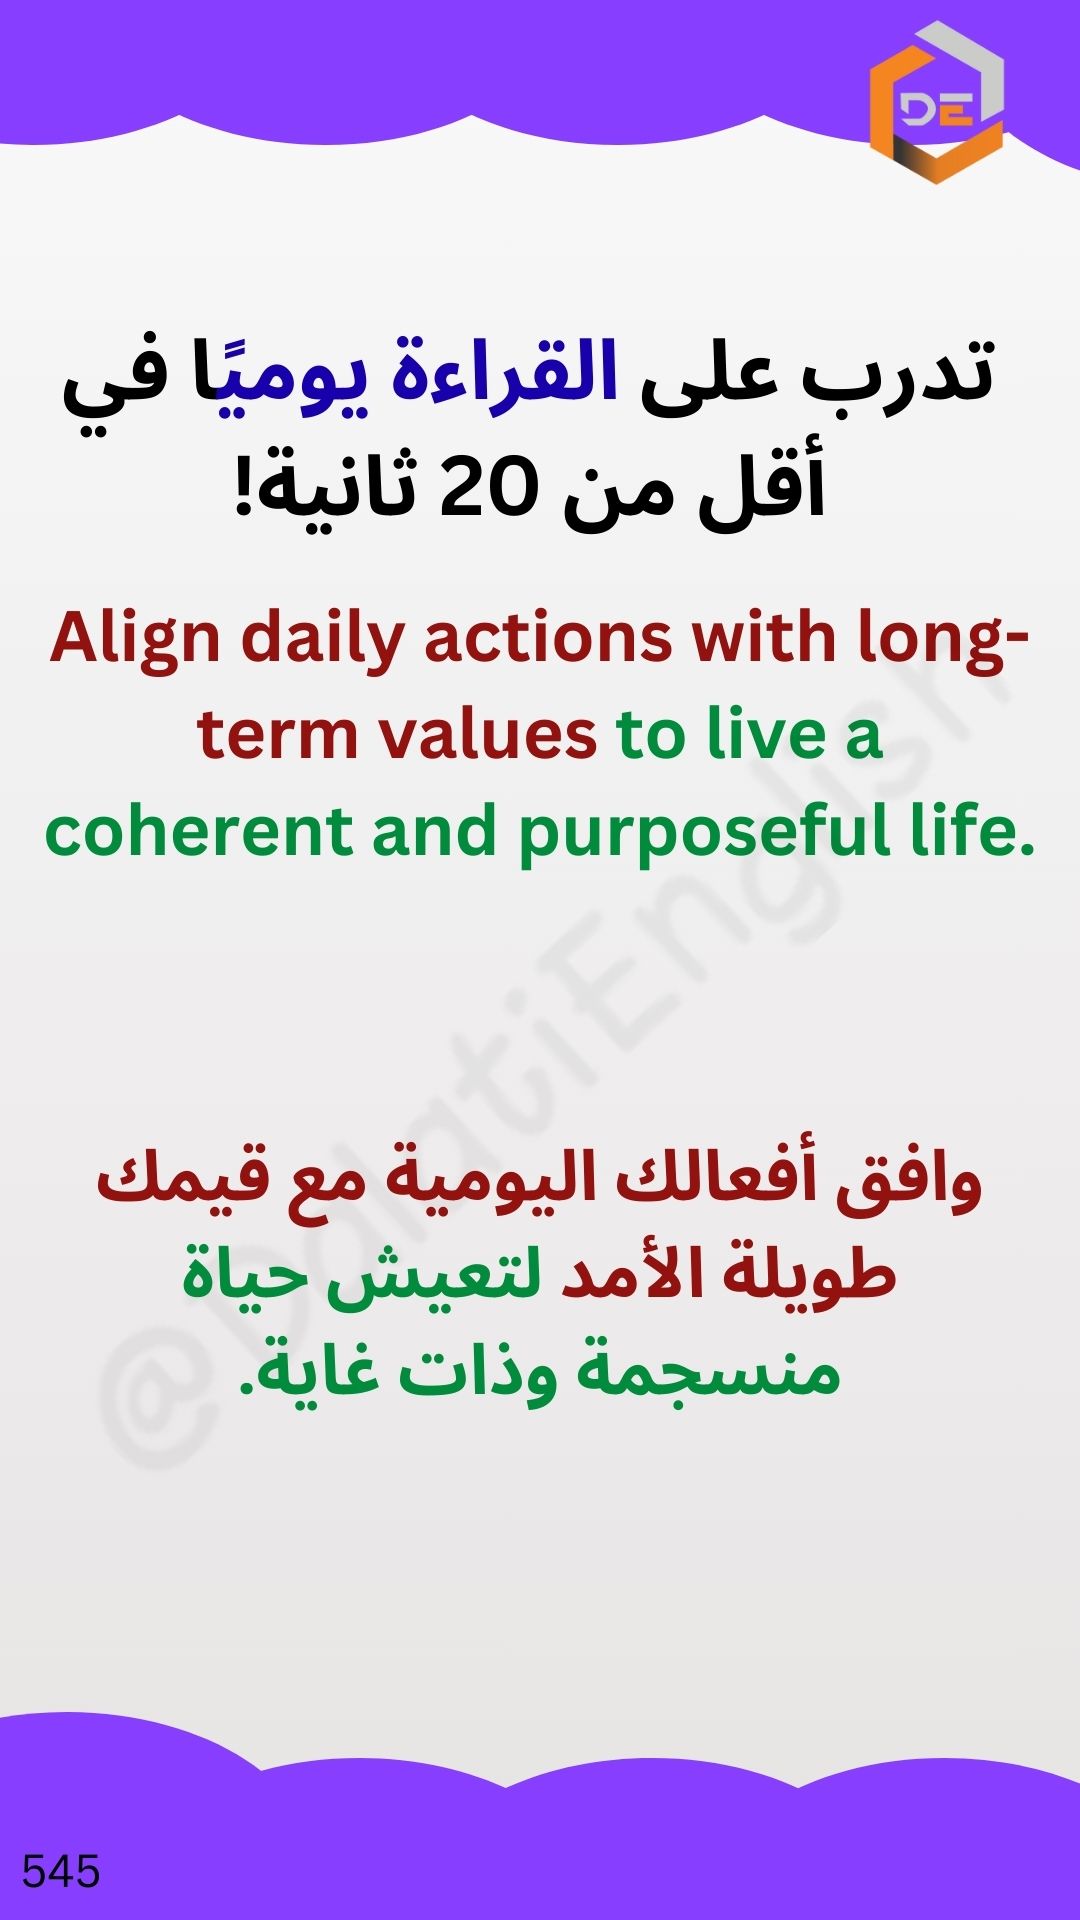 DE
تدرب على القراءة يوميًا في
أقل من 20 ثانية!
Align daily actions with long-
term values to live a
coherent and purposeful life.
@DalatiEnglish
وافق أفعالك اليومية مع قيمك
طويلة الأمد لتعيش حياة
منسجمة وذات غاية.
545